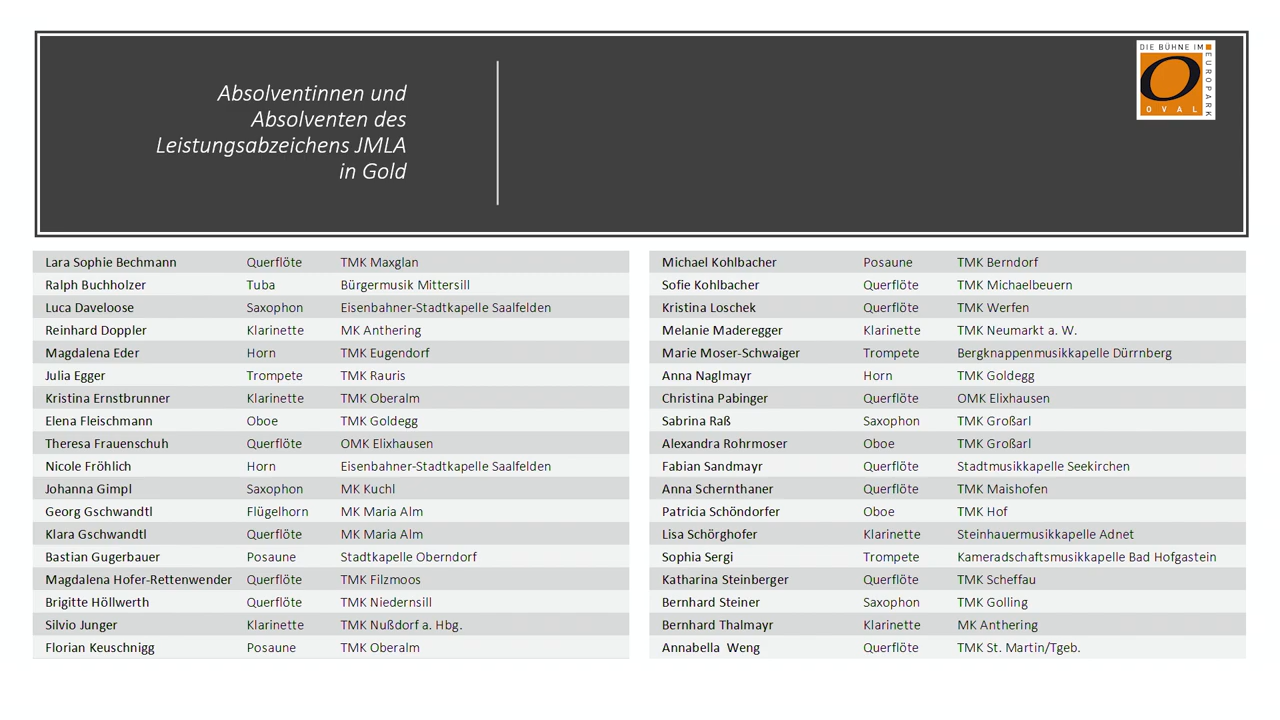 Absolventinnen und
Absolventen des
Leistungsabzeichens JMLA
in Gold
DIE BÜHNE IM
EUROPARK
OVAL
Lara Sophie Bechmann Querflöte TMK Maxglan
Ralph Buchholzer Tuba Bürgermusik Mittersill
Luca Daveloose Saxophon Eisenbahner-Stadtkapelle Saalfelden
Reinhard Doppler Klarinette MK Anthering
Magdalena Eder Horn TMK Eugendorf
Julia Egger Trompete TMK Rauris
Kristina Ernstbrunner Klarinette TMK Oberalm
Elena Fleischmann Oboe TMK Goldegg
Theresa Frauenschuh Querflöte OMK Elixhausen
Nicole Fröhlich Horn Eisenbahner-Stadtkapelle Saalfelden
Johanna Gimpl Saxophon MK Kuchl
Georg Gschwandtl Flügelhorn MK Maria Alm
Klara Gschwandtl Querflöte MK Maria Alm
Bastian Gugerbauer Posaune Stadtkapelle Oberndorf
Magdalena Hofer-Rettenwender Querflöte TMK Filzmoos
Brigitte Höllwerth Querflöte TMK Niedernsill
Silvio Junger Klarinette TMK Nußdorf a. Hbg.
Florian Keuschnigg Posaune TMK Oberalm
Michael Kohlbacher Posaune TMK Berndorf
Sofie Kohlbacher Querflöte TMK Michaelbeuern
Kristina Loschek Querflöte TMK Werfen
Melanie Maderegger Klarinette TMK Neumarkt a. W.
Marie Moser-Schwaiger Trompete Bergknappenmusikkapelle Dürrnberg
Anna Naglmayr Horn TMK Goldegg
Christina Pabinger Querflöte OMK Elixhausen
Sabrina Raß Saxophon TMK Großarl
Alexandra Rohrmoser Oboe TMK Großarl
Fabian Sandmayr Querflöte Stadtmusikkapelle Seekirchen
Anna Schernthaner Querflöte TMK Maishofen
Patricia Schöndorfer Oboe TMK Hof
Lisa Schörghofer Klarinette Steinhauermusikkapelle Adnet
Sophia Sergi Trompete Kameradschaftsmusikkapelle Bad Hofgastein
Katharina Steinberger Querflöte TMK Scheffau
Bernhard Steiner Saxophon TMK Golling
Bernhard Thalmayr Klarinette MK Anthering
Annabella Weng Querflöte TMK St. Martin/Tgeb.